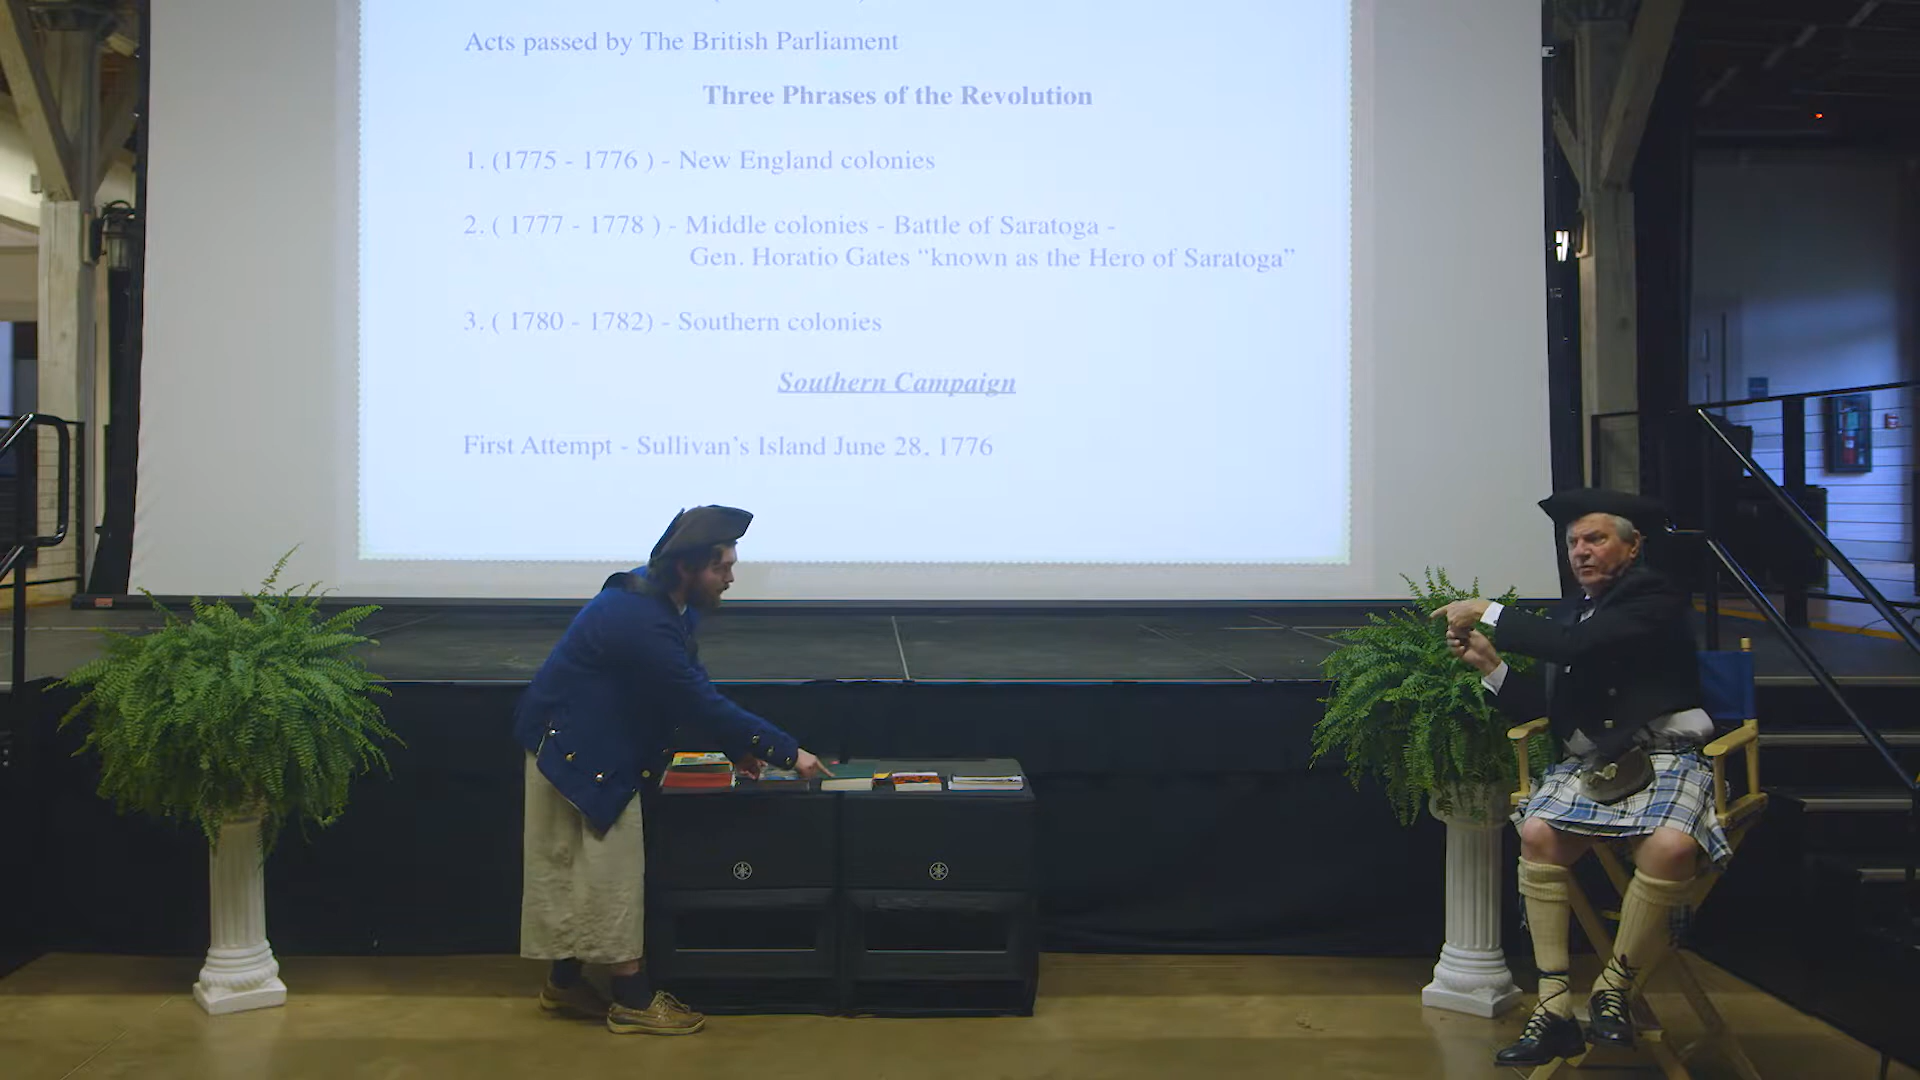 Acts passed by The British Parliament
Three Phrases of the Revolution
1. (1775 - 1776 ) - New England colonies
2. ( 1777 - 1778 ) - Middle colonies - Battle of Saratoga -
Gen. Horatio Gates “known as the Hero of Saratoga”
3. ( 1780 - 1782) - Southern colonies
Southern Campaign
First Attempt - Sullivan’s Island June 28, 1776